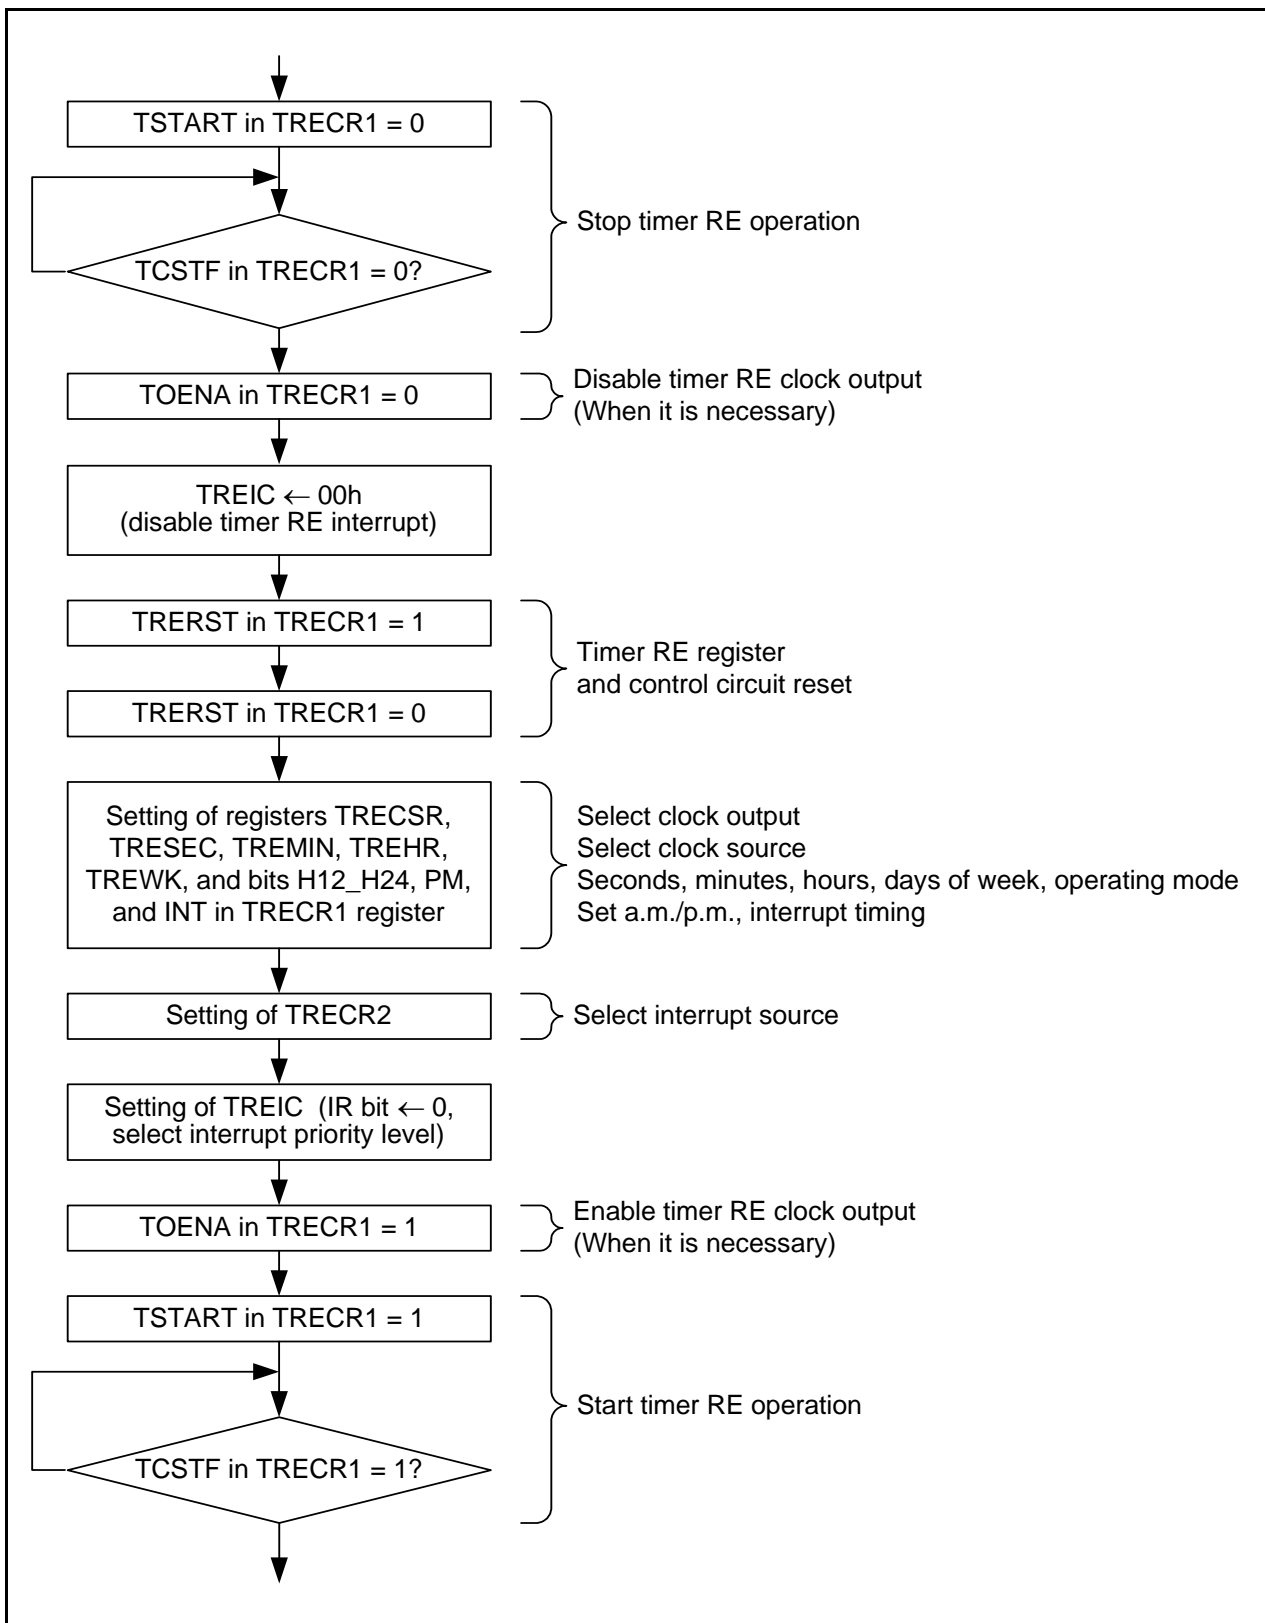 TSTART in TRECR1 = 0
TCSTF in TRECR1 = 0?
Stop timer RE operation
TOENA in TRECR1 = 0
Disable timer RE clock output
(When it is necessary)
TREIC ← 00h
(disable timer RE interrupt)
TRERST in TRECR1 = 1
TRERST in TRECR1 = 0
Timer RE register
and control circuit reset
Setting of registers TRECSR,
TRESEC, TREMIN, TREHR,
TREWK, and bits H12_H24, PM,
and INT in TRECR1 register
Select clock output
Select clock source
Seconds, minutes, hours, days of week, operating mode
Set a.m./p.m., interrupt timing
Setting of TRECR2
Select interrupt source
Setting of TREIC (IR bit ← 0,
select interrupt priority level)
TOENA in TRECR1 = 1
Enable timer RE clock output
(When it is necessary)
TSTART in TRECR1 = 1
TCSTF in TRECR1 = 1?
Start timer RE operation